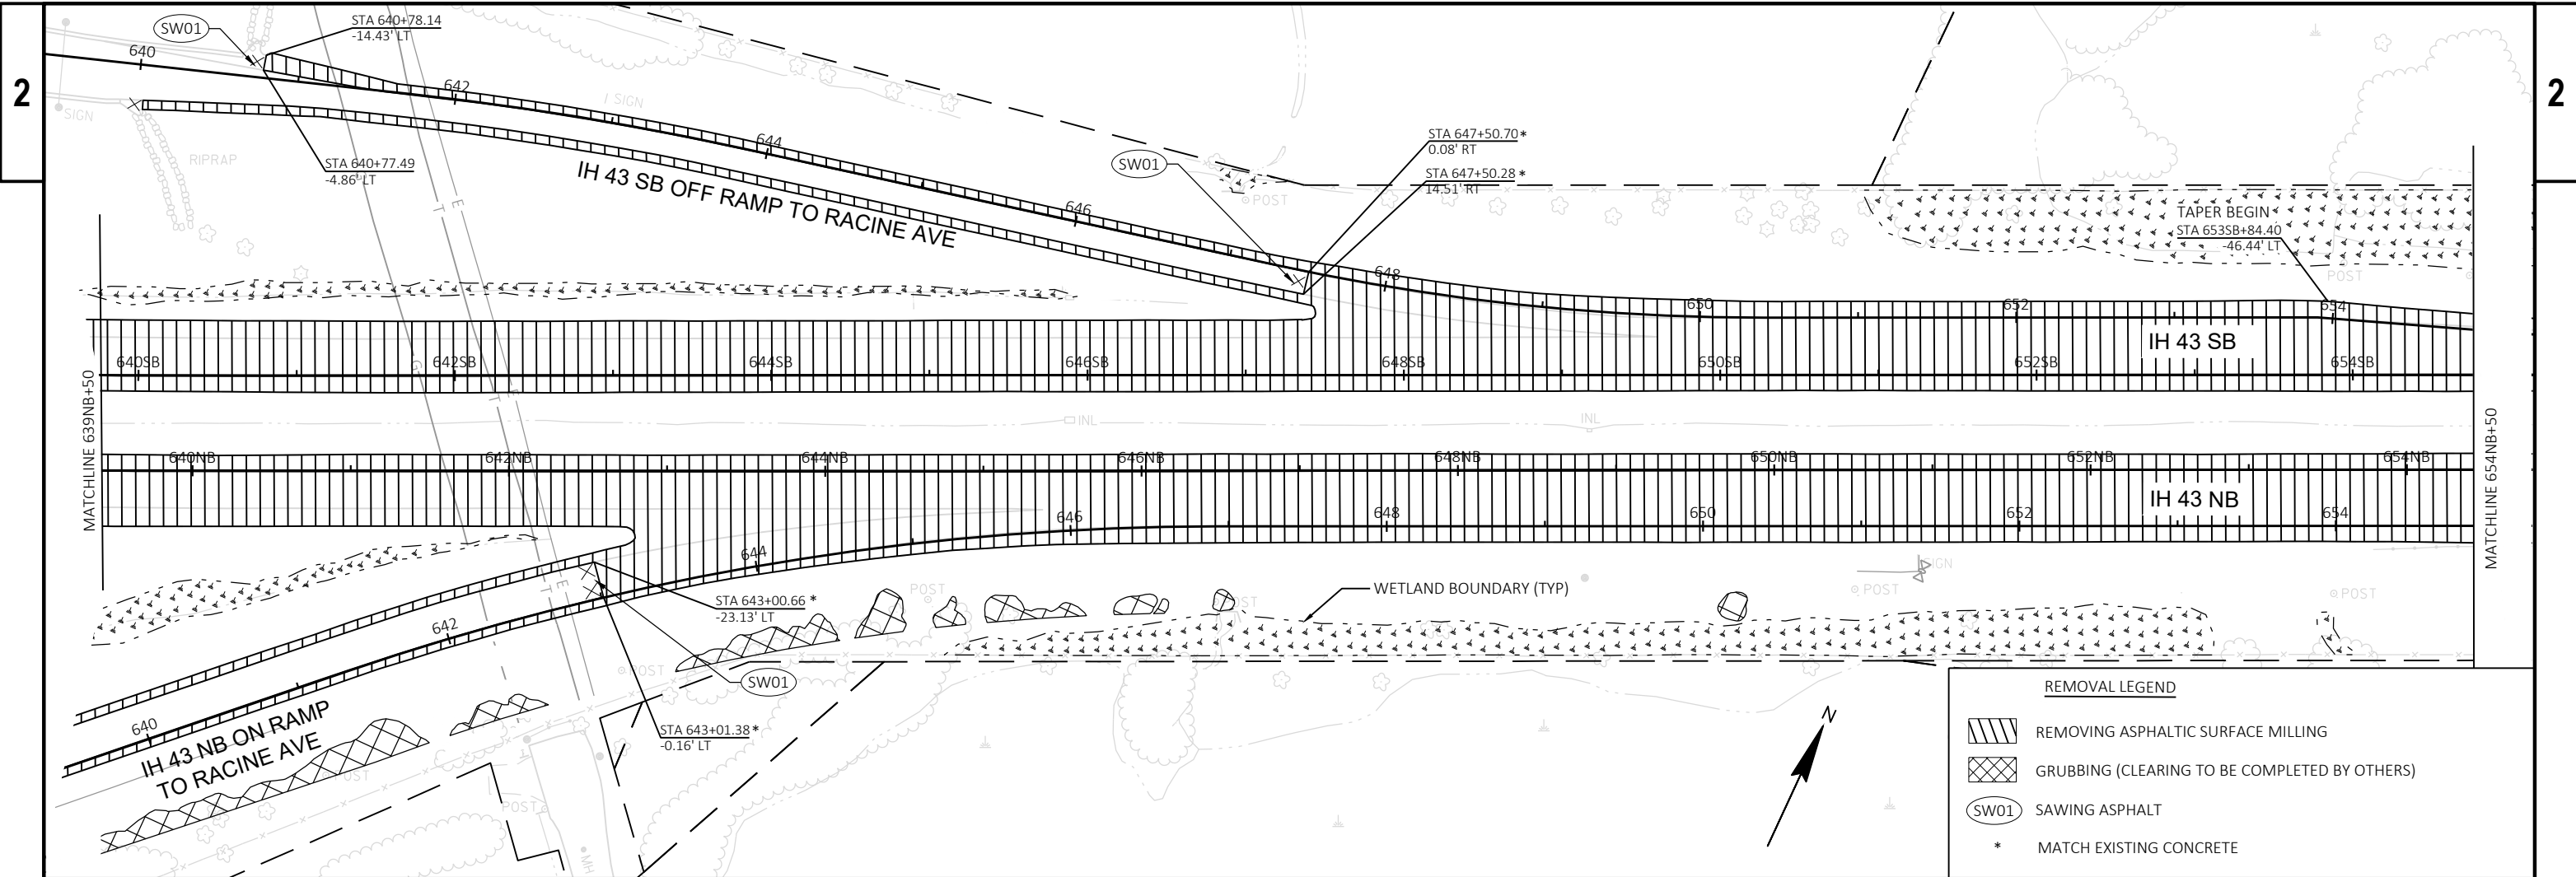 2
2
SW01
STA 640+78.14
-14.43' LT
640
642
644
646
648
650
652
654
SIGN
/ SIGN
RIPRAP
STA 640+77.49
-4.86' LT
IH 43 SB OFF RAMP TO RACINE AVE
SW01
STA 647+50.70*
0.08' RT
STA 647+50.28 *
14.51' RT
POST
TAPER BEGIN
STA 653SB+84.40
-46.44' LT
POST
E
T
G
IH 43 SB
640SB
642SB
644SB
646SB
648SB
650SB
652SB
654SB
MATCHLINE 639NB+50
INL
INL
MATCHLINE 654NB+50
640NB
642NB
644NB
646NB
648NB
650NB
652NB
654NB
IH 43 NB
640
642
644
646
648
650
652
654
T
E
STA 643+00.66 *
-23.13' LT
POST
POST
SIGN
POST
POST
WETLAND BOUNDARY (TYP)
POST
SW01
STA 643+01.38*
-0.16' LT
IH 43 NB ON RAMP
TO RACINE AVE
POST
POST
MH
N
REMOVAL LEGEND
REMOVING ASPHALTIC SURFACE MILLING
GRUBBING (CLEARING TO BE COMPLETED BY OTHERS)
SW01 SAWING ASPHALT
* MATCH EXISTING CONCRETE